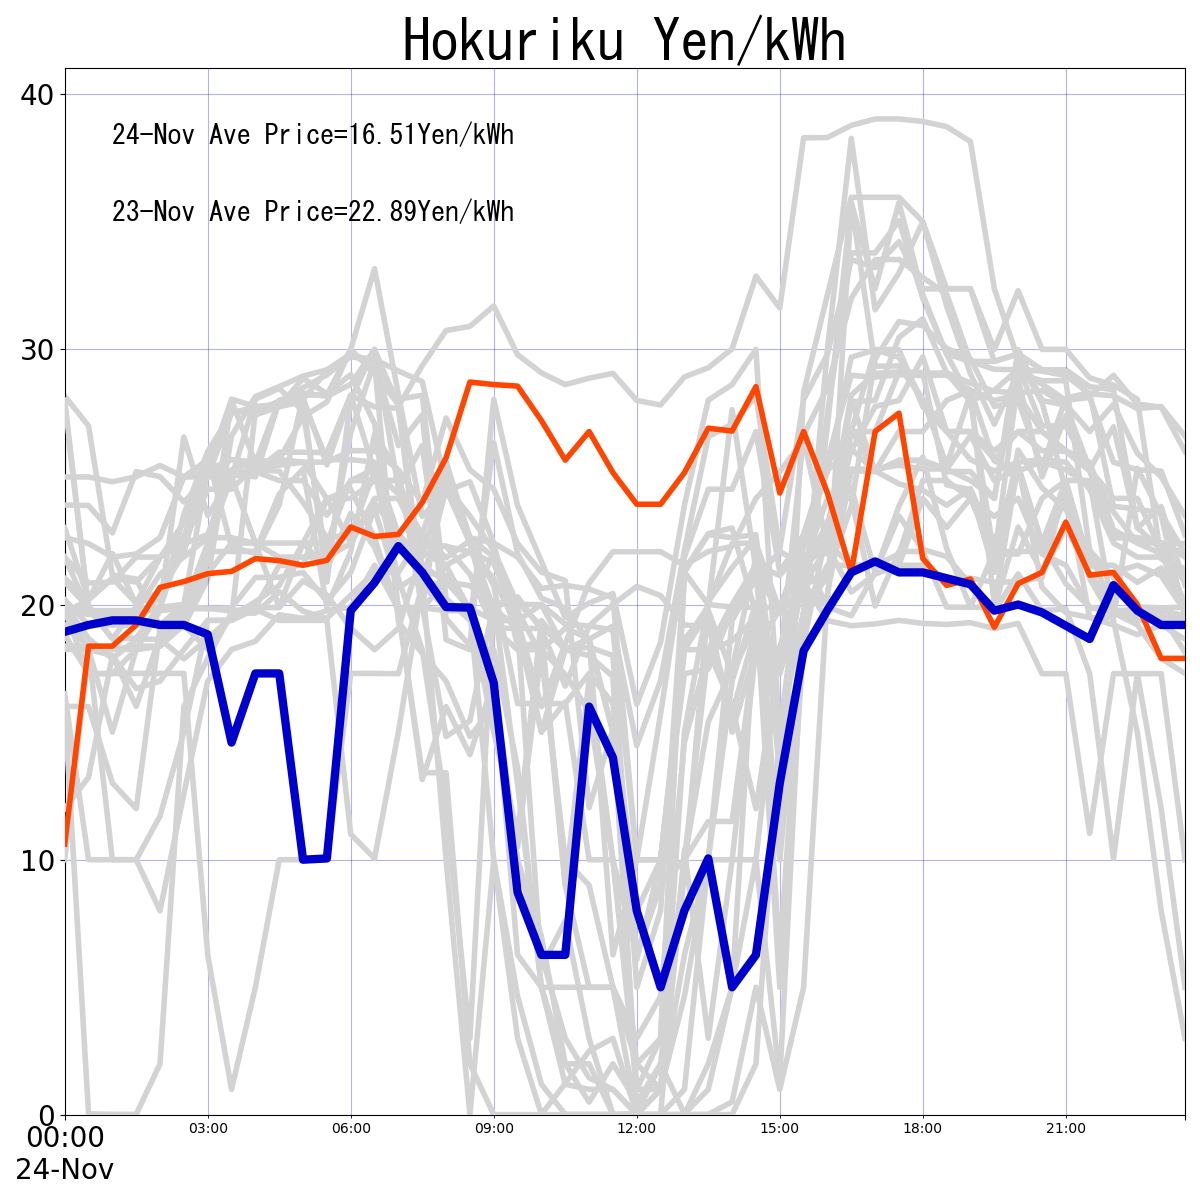 Hokuriku Yen/kWh
40
24-Nov Ave Price=16.51Yen/kWh
23-Nov Ave Price=22.89Yen/kWh
30
20
10
0
00:00 03:00 06:00 09:00 12:00 15:00 18:00 21:00
24-Nov